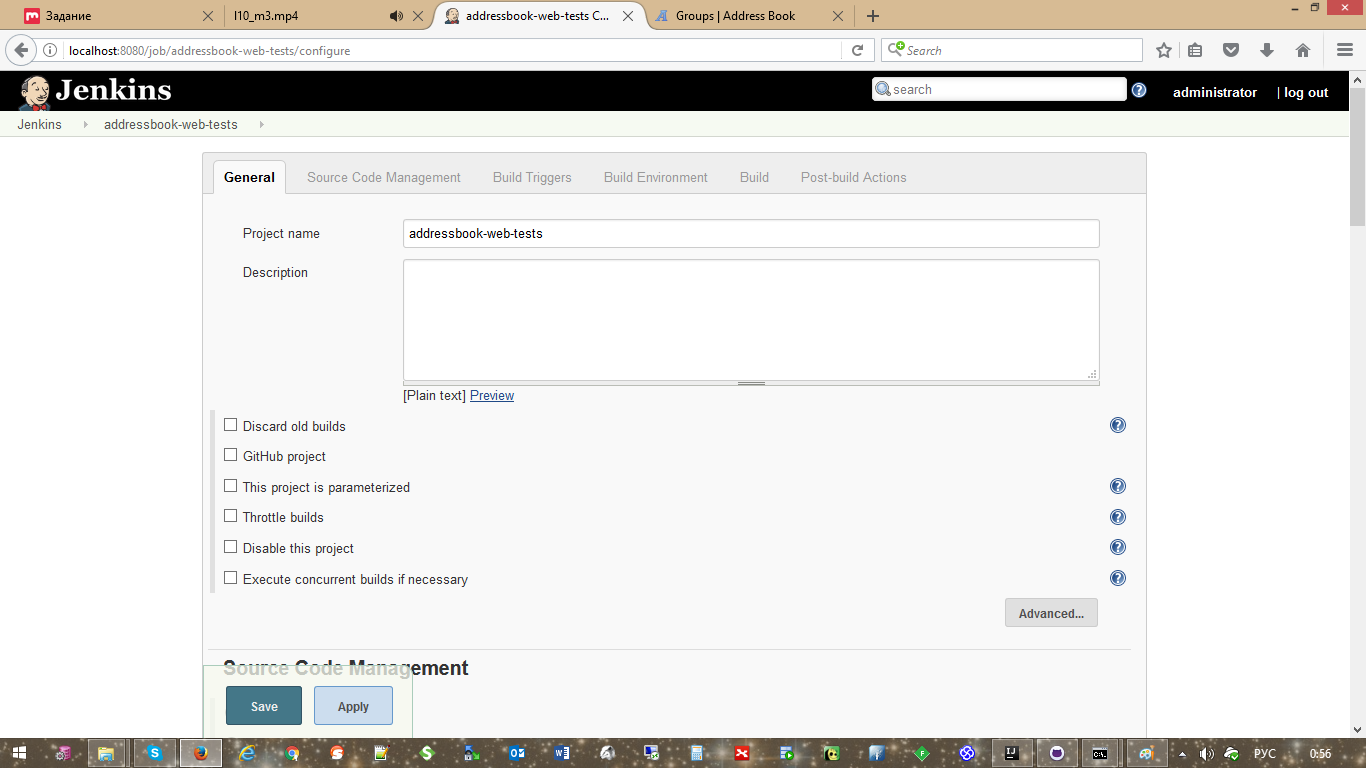 Задание
l10_m3.mp4
addressbook-web-tests C...
Groups | Address Book
localhost:8080/job/addressbook-web-tests/configure
Search
Jenkins
search
administrator
| log out
Jenkins
addressbook-web-tests
General
Source Code Management
Build Triggers
Build Environment
Build
Post-build Actions
Project name
addressbook-web-tests
Description
[Plain text] Preview
Discard old builds
GitHub project
This project is parameterized
Throttle builds
Disable this project
Execute concurrent builds if necessary
Advanced...
Source Code Management
Save
Apply
РУС
0:56